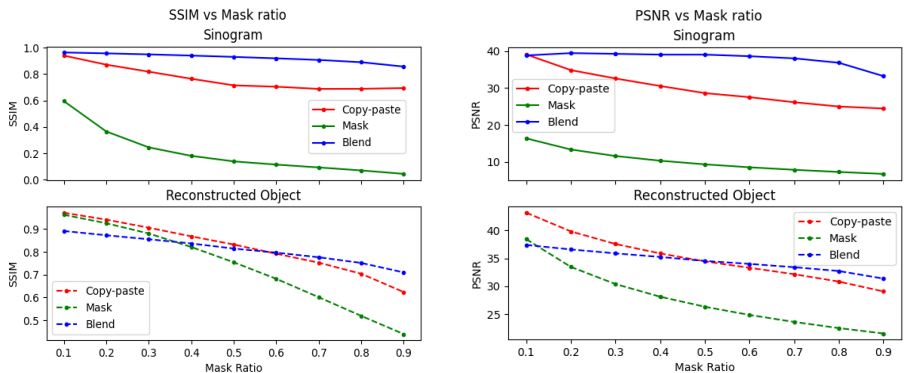 SSIM vs Mask ratio
Sinogram
1.0
0.8
0.6
0.4
0.2
0.0
SSIM
Copy-paste
Mask
Blend
Reconstructed Object
0.9
0.8
0.7
0.6
0.5
SSIM
Copy-paste
Mask
Blend
0.1 0.2 0.3 0.4 0.5 0.6 0.7 0.8 0.9
Mask Ratio
PSNR vs Mask ratio
Sinogram
40
30
20
10
PSNR
Copy-paste
Mask
Blend
Reconstructed Object
40
35
30
25
PSNR
Copy-paste
Mask
Blend
0.1 0.2 0.3 0.4 0.5 0.6 0.7 0.8 0.9
Mask Ratio